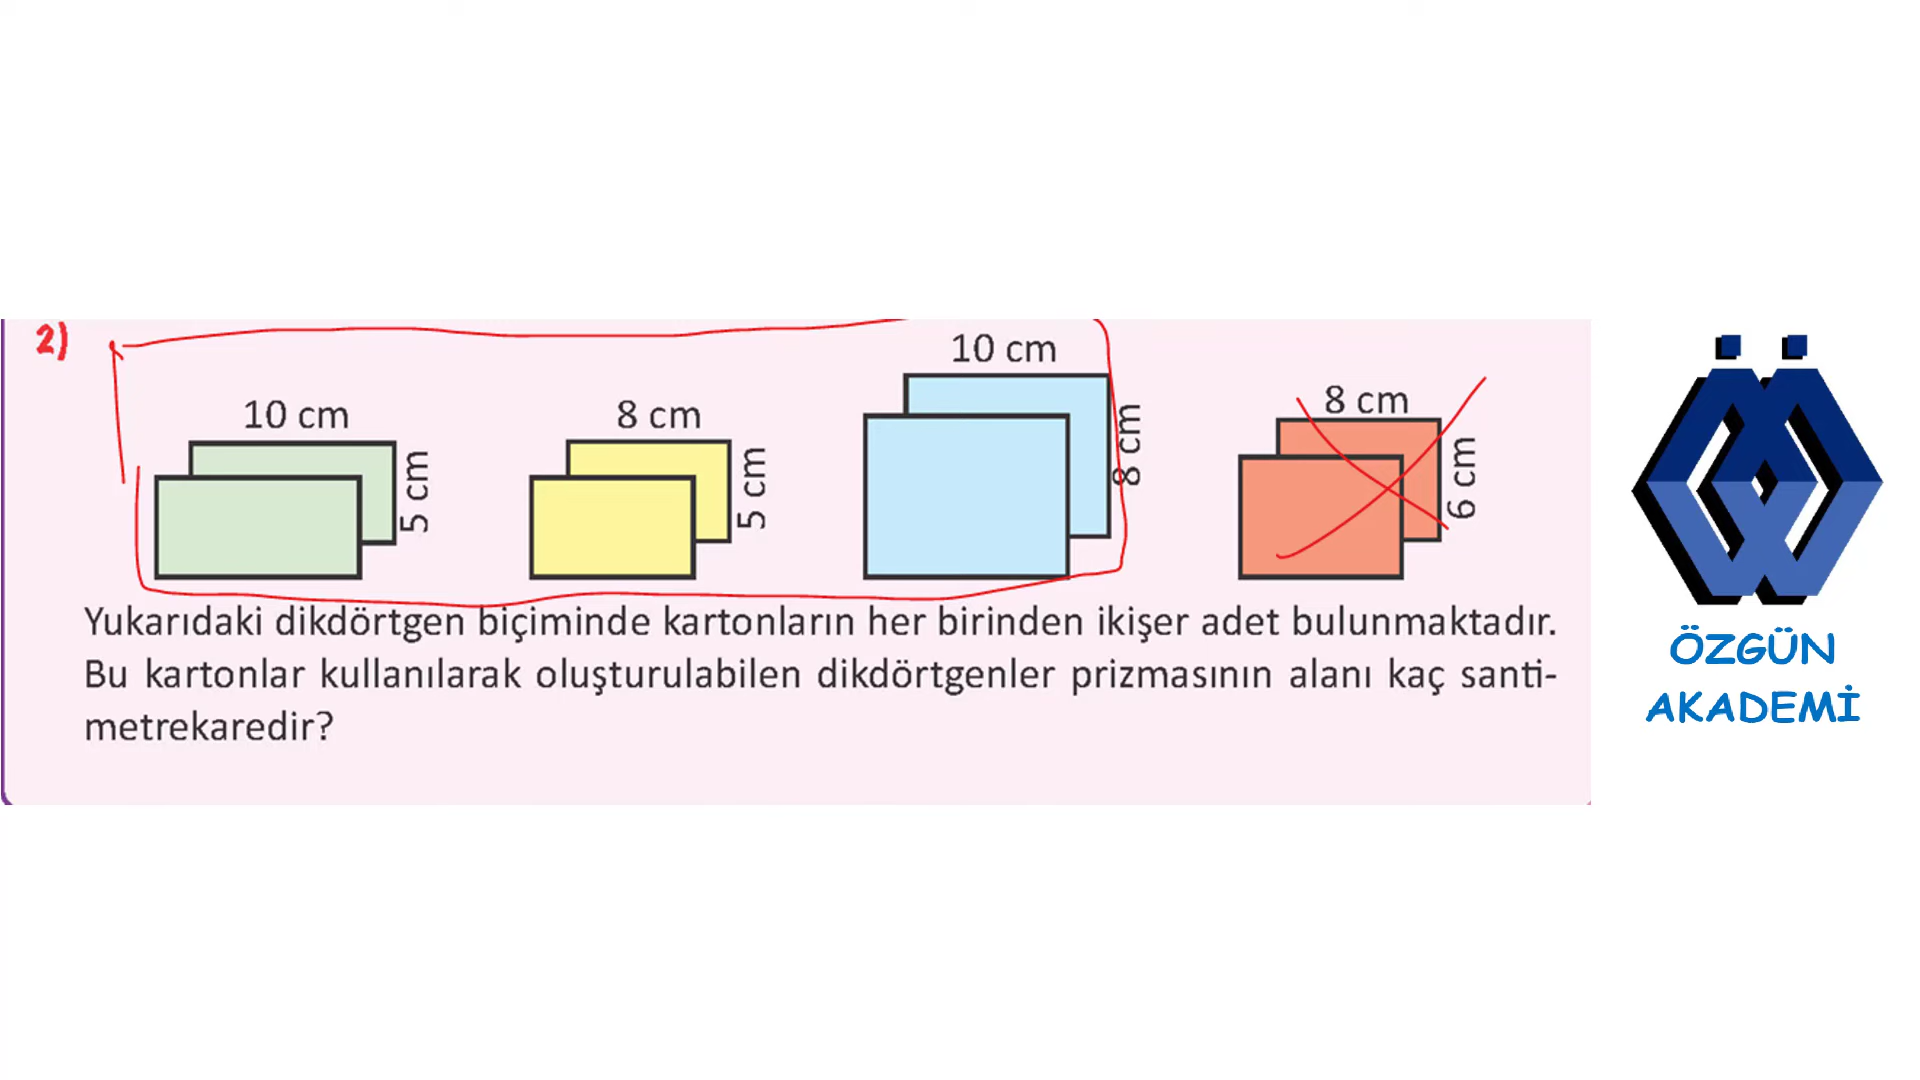 2)
10 cm
5 cm
8 cm
5 cm
10 cm
8 cm
8 cm
6 cm
Yukarıdaki dikdörtgen biçiminde kartonların her birinden ikişer adet bulunmaktadır.
Bu kartonlar kullanılarak oluşturulabilen dikdörtgenler prizmasının alanı kaç santi-
metrekaredir?
ÖZGÜN
AKADEMİ